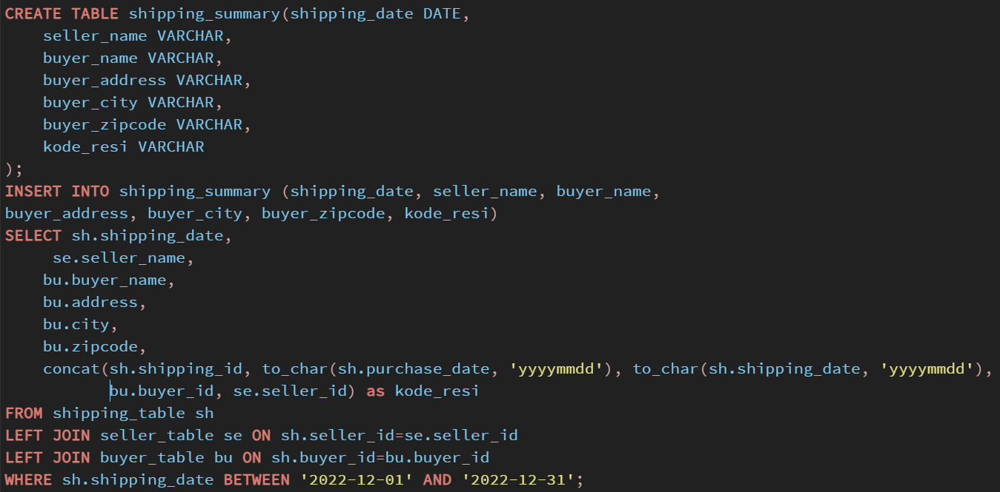 CREATE TABLE shipping_summary(shipping_date DATE,
    seller_name VARCHAR,
    buyer_name VARCHAR,
    buyer_address VARCHAR,
    buyer_city VARCHAR,
    buyer_zipcode VARCHAR,
    kode_resi VARCHAR
);
INSERT INTO shipping_summary (shipping_date, seller_name, buyer_name,
buyer_address, buyer_city, buyer_zipcode, kode_resi)
SELECT sh.shipping_date,
     se.seller_name,
    bu.buyer_name,
    bu.address,
    bu.city,
    bu.zipcode,
    concat(sh.shipping_id, to_char(sh.purchase_date, 'yyyymmdd'), to_char(sh.shipping_date, 'yyyymmdd'),
           bu.buyer_id, se.seller_id) as kode_resi
FROM shipping_table sh
LEFT JOIN seller_table se ON sh.seller_id=se.seller_id
LEFT JOIN buyer_table bu ON sh.buyer_id=bu.buyer_id
WHERE sh.shipping_date BETWEEN '2022-12-01' AND '2022-12-31';